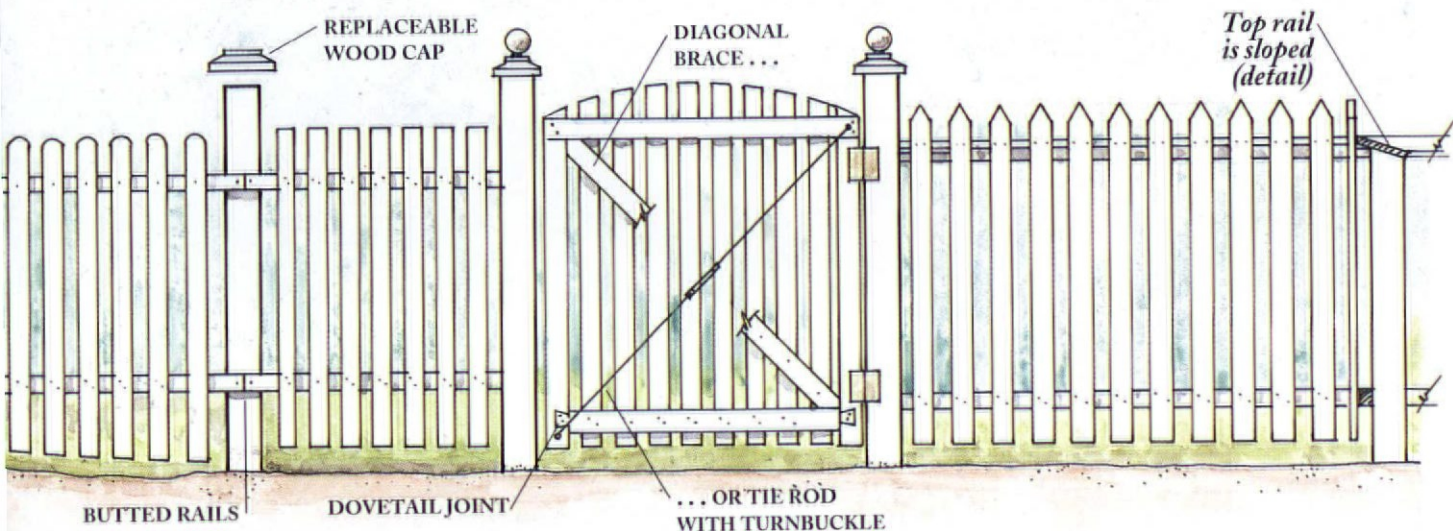 REPLACEABLE
WOOD CAP
DIAGONAL
BRACE . . .
Top rail
is sloped
(detail)
BUTTED RAILS
DOVETAIL JOINT
. . . OR TIE ROD
WITH TURNBUCKLE